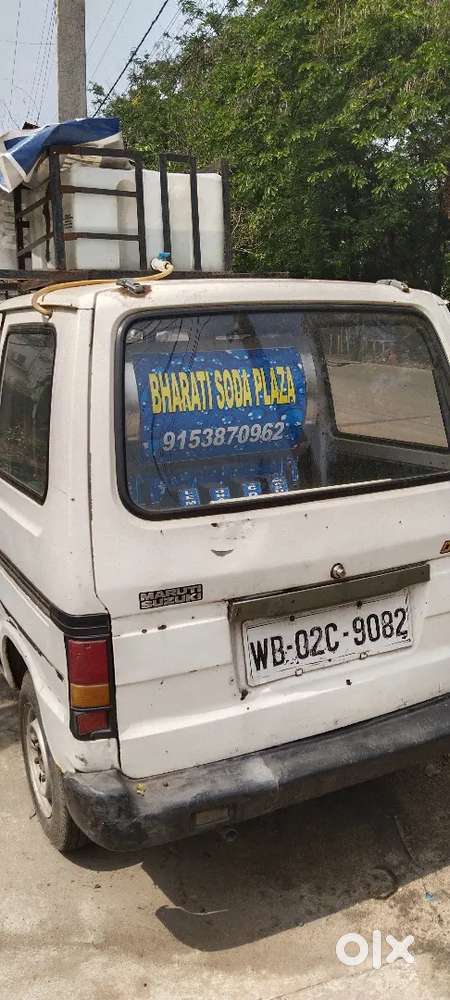 BHARATI SODA PLAZA
9153870962
MARUTI
SUZUKI
WB-02C-9082
olx